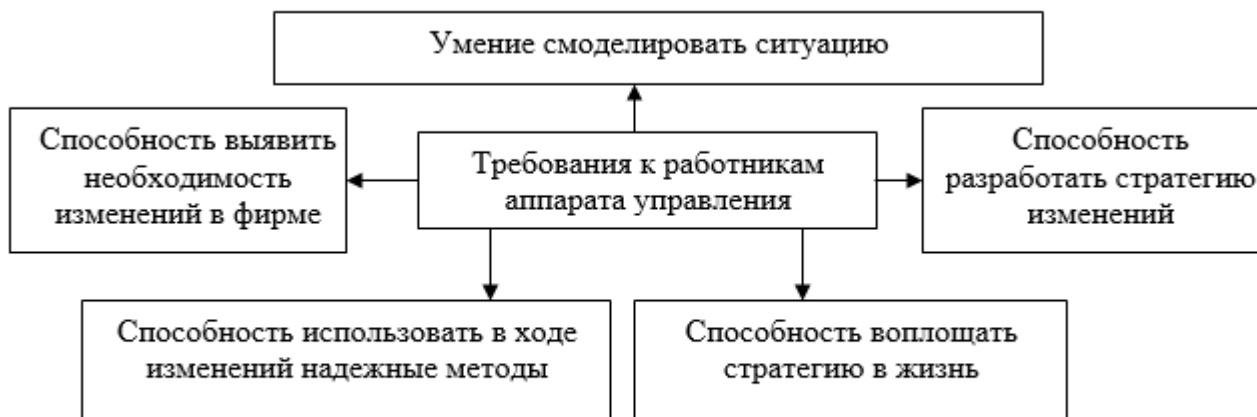 Умение смоделировать ситуацию
Способность выявить
необходимость
изменений в фирме
Требования к работникам
аппарата управления
Способность
разработать стратегию
изменений
Способность использовать в ходе
изменений надежные методы
Способность воплощать
стратегию в жизнь